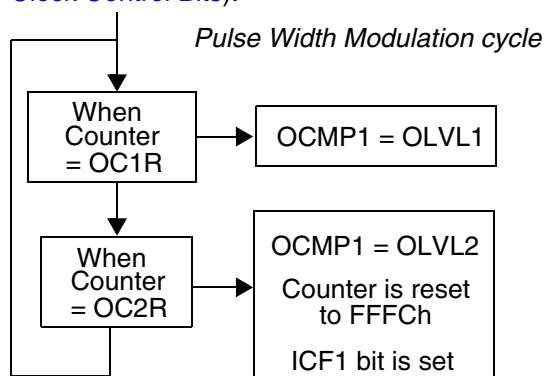 Clock Control Bits).
Pulse Width Modulation cycle
When
Counter
= OC1R
OCMP1 = OLVL1
When
Counter
= OC2R
OCMP1 = OLVL2
Counter is reset
to FFFCh
ICF1 bit is set